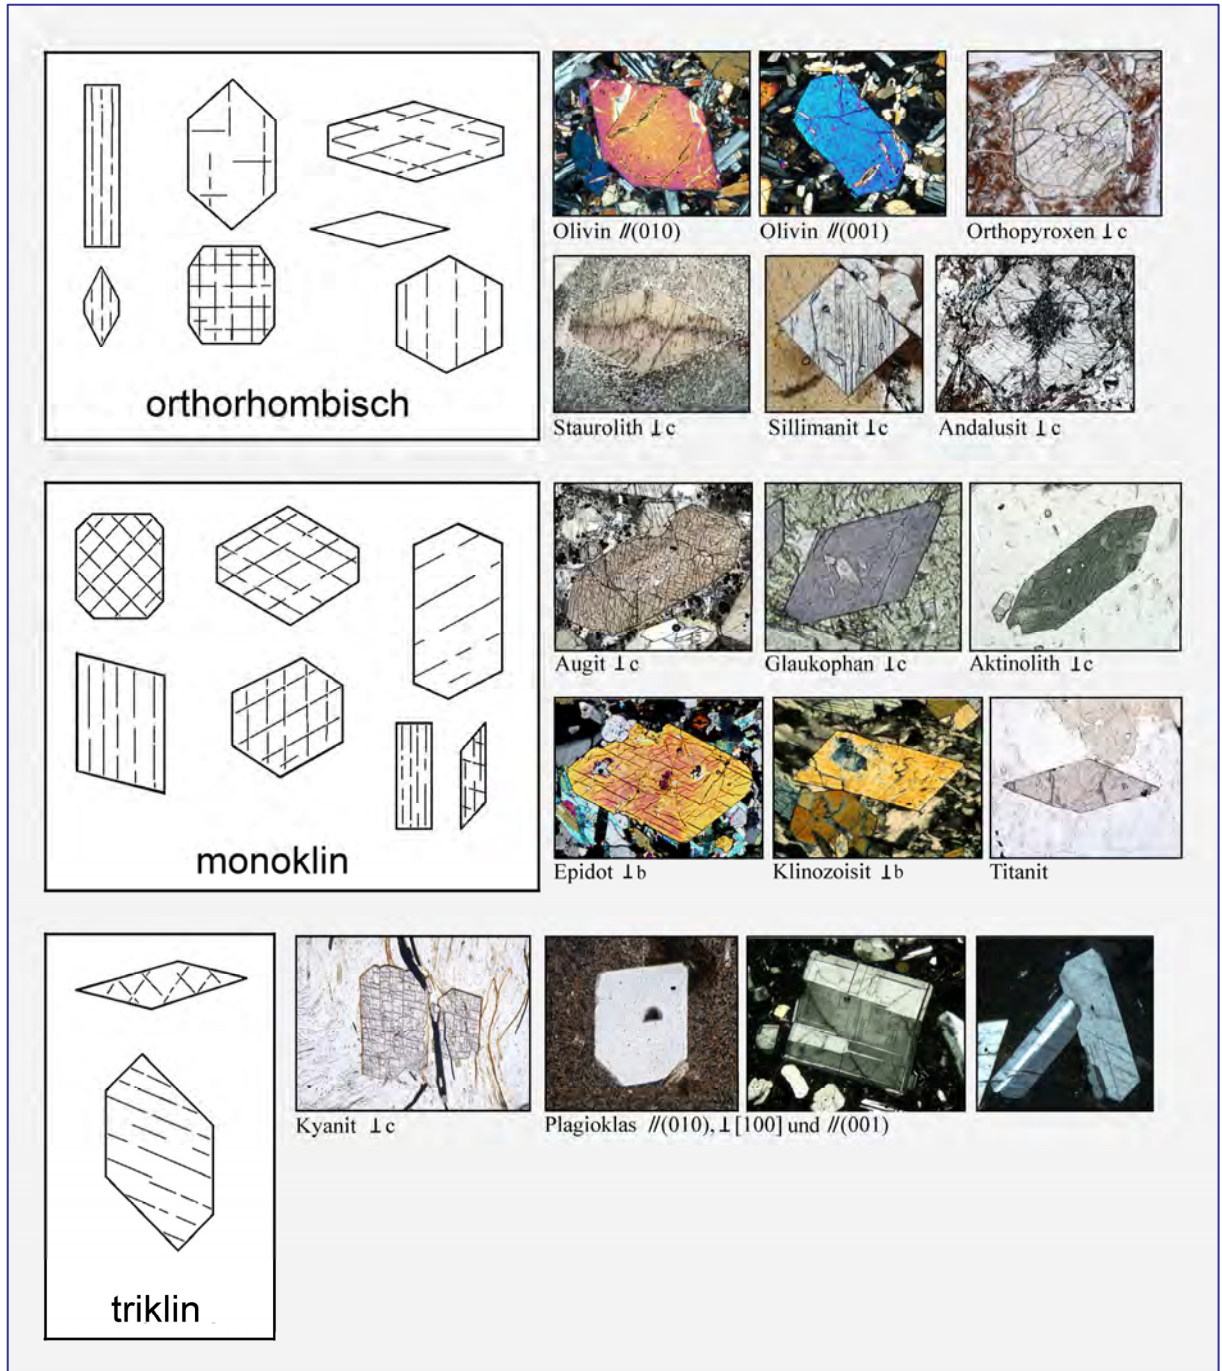 Olivin //(010)
Olivin //(001)
Orthopyroxen ⊥ c
orthorhombisch
Staurolith ⊥ c
Sillimanit ⊥ c
Andalusit ⊥ c
Augit ⊥ c
Glaukophan ⊥ c
Aktinolith ⊥ c
monoklin
Epidot ⊥ b
Klinozoisit ⊥ b
Titanit
Kyanit ⊥ c
Plagioklas //(010), ⊥ [100] und //(001)
triklin